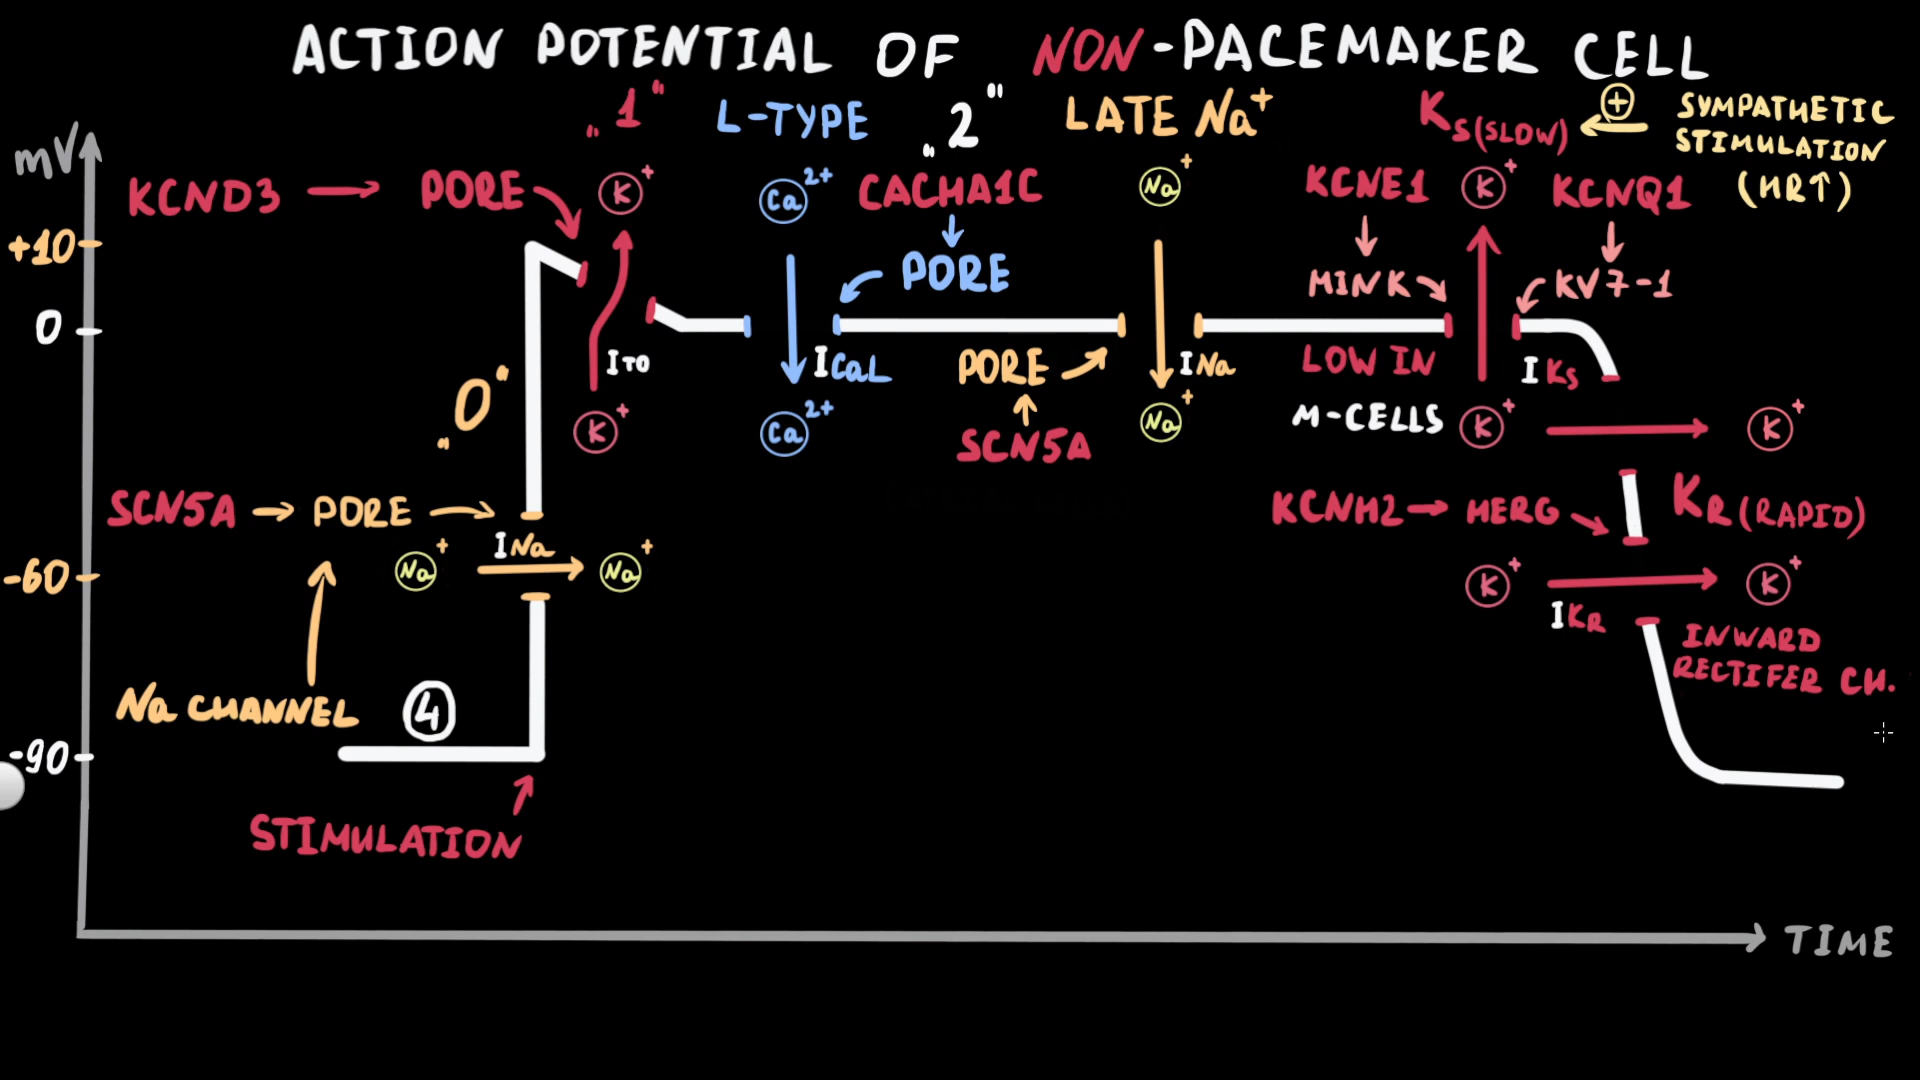 ACTION POTENTIAL OF NON-PACEMAKER CELL
mV
„1“
L-TYPE
„2“
LATE Na+
Ks(SLOW)
+
SYMPATHETIC
STIMULATION
(HR↑)
KCND3 → PORE
K+
Ca2+
CACHA1C
PORE
Na+
KCNE1
MINK
K+
KCNQ1
KV7-1
+10
0
-60
-90
ITO
K+
ICaL
Ca2+
PORE
SCN5A
INa
Na+
LOW IN
M-CELLS
K+
IKs
K+
„0“
SCN5A → PORE →
INa
Na+
Na+
Na CHANNEL
4
STIMULATION
KCNH2 → HERG
KR(RAPID)
K+
K+
IKR
INWARD
RECTIFER CH.
TIME